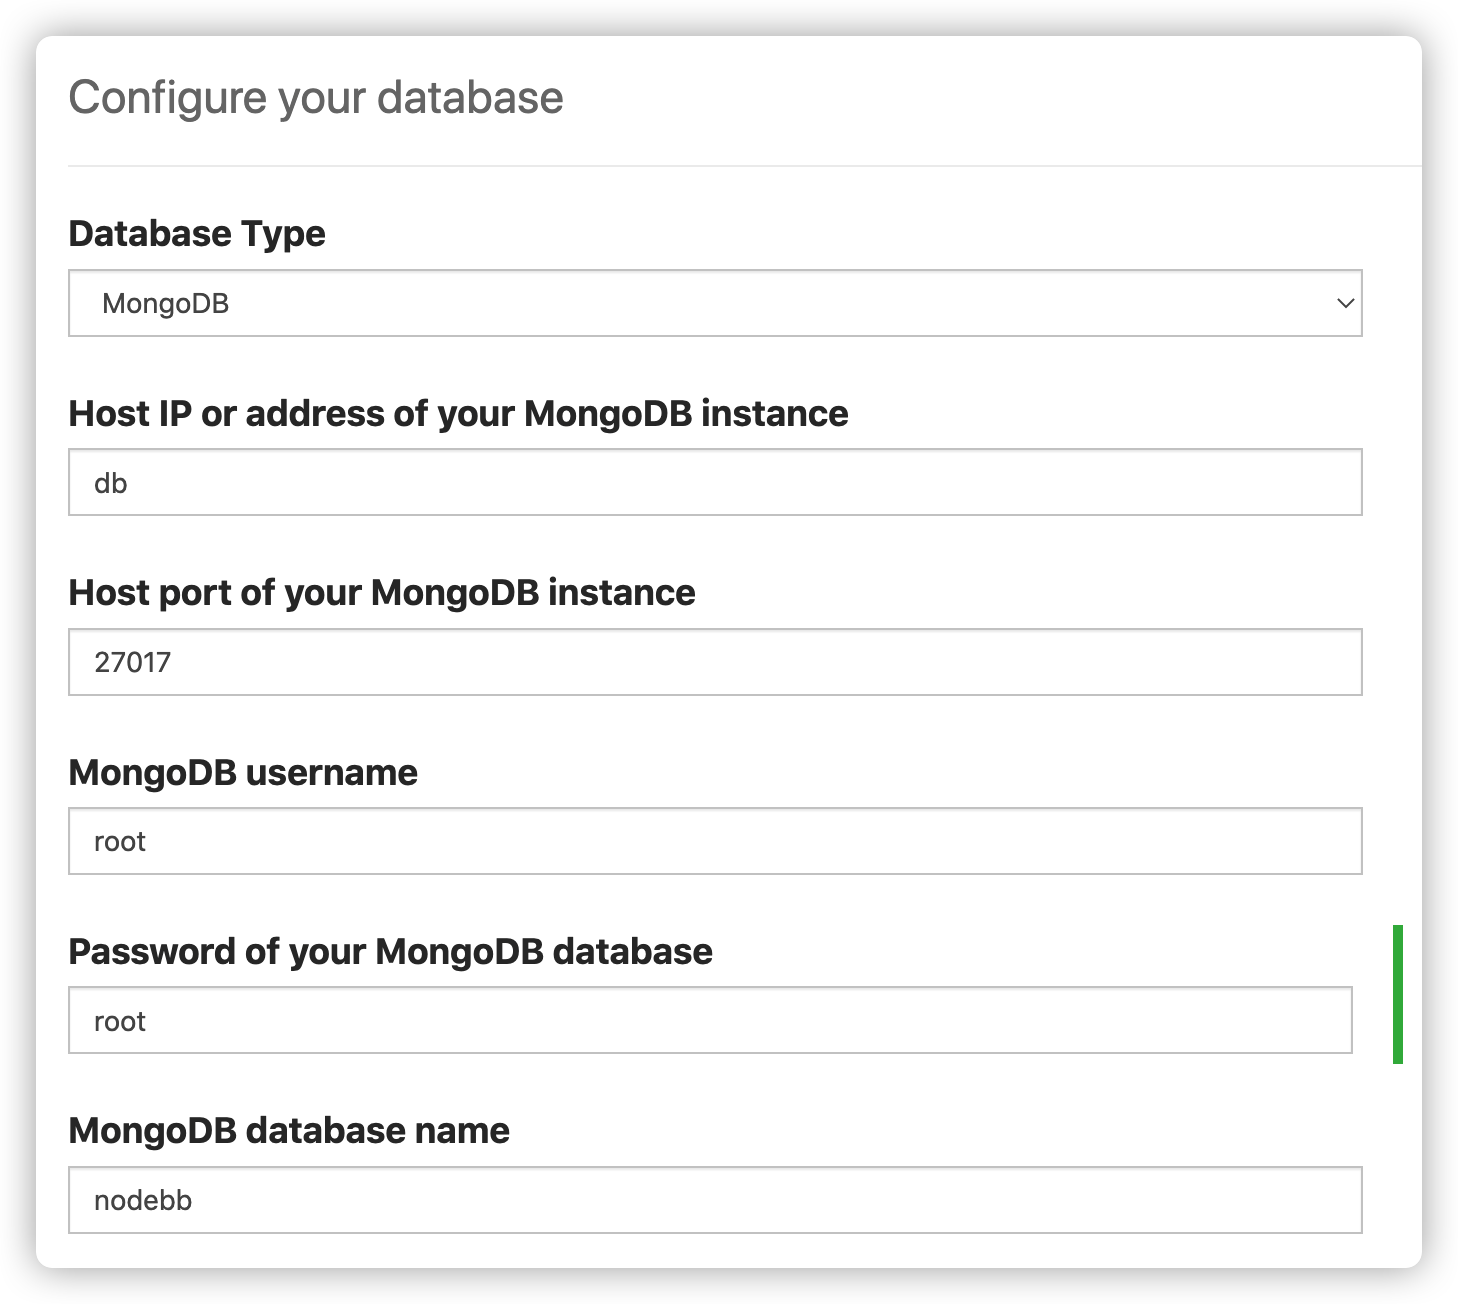 Configure your database
Database Type
MongoDB
Host IP or address of your MongoDB instance
db
Host port of your MongoDB instance
27017
MongoDB username
root
Password of your MongoDB database
root
MongoDB database name
nodebb